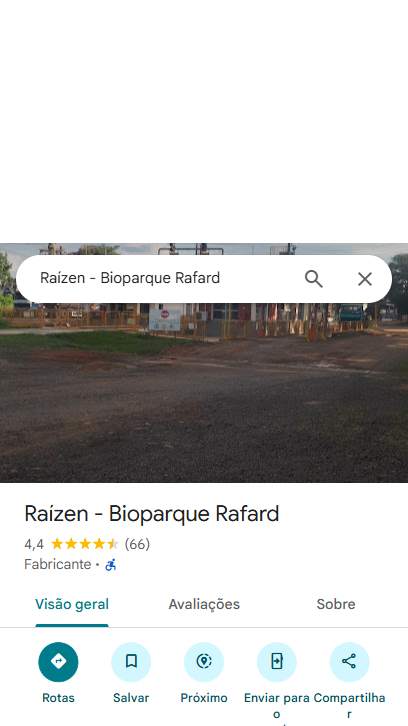 Raízen - Bioparque Rafard
Raízen - Bioparque Rafard
4,4 (66)
Fabricante ·
Visão geral Avaliações Sobre
Rotas Salvar Próximo Enviar para Compartilha
o r